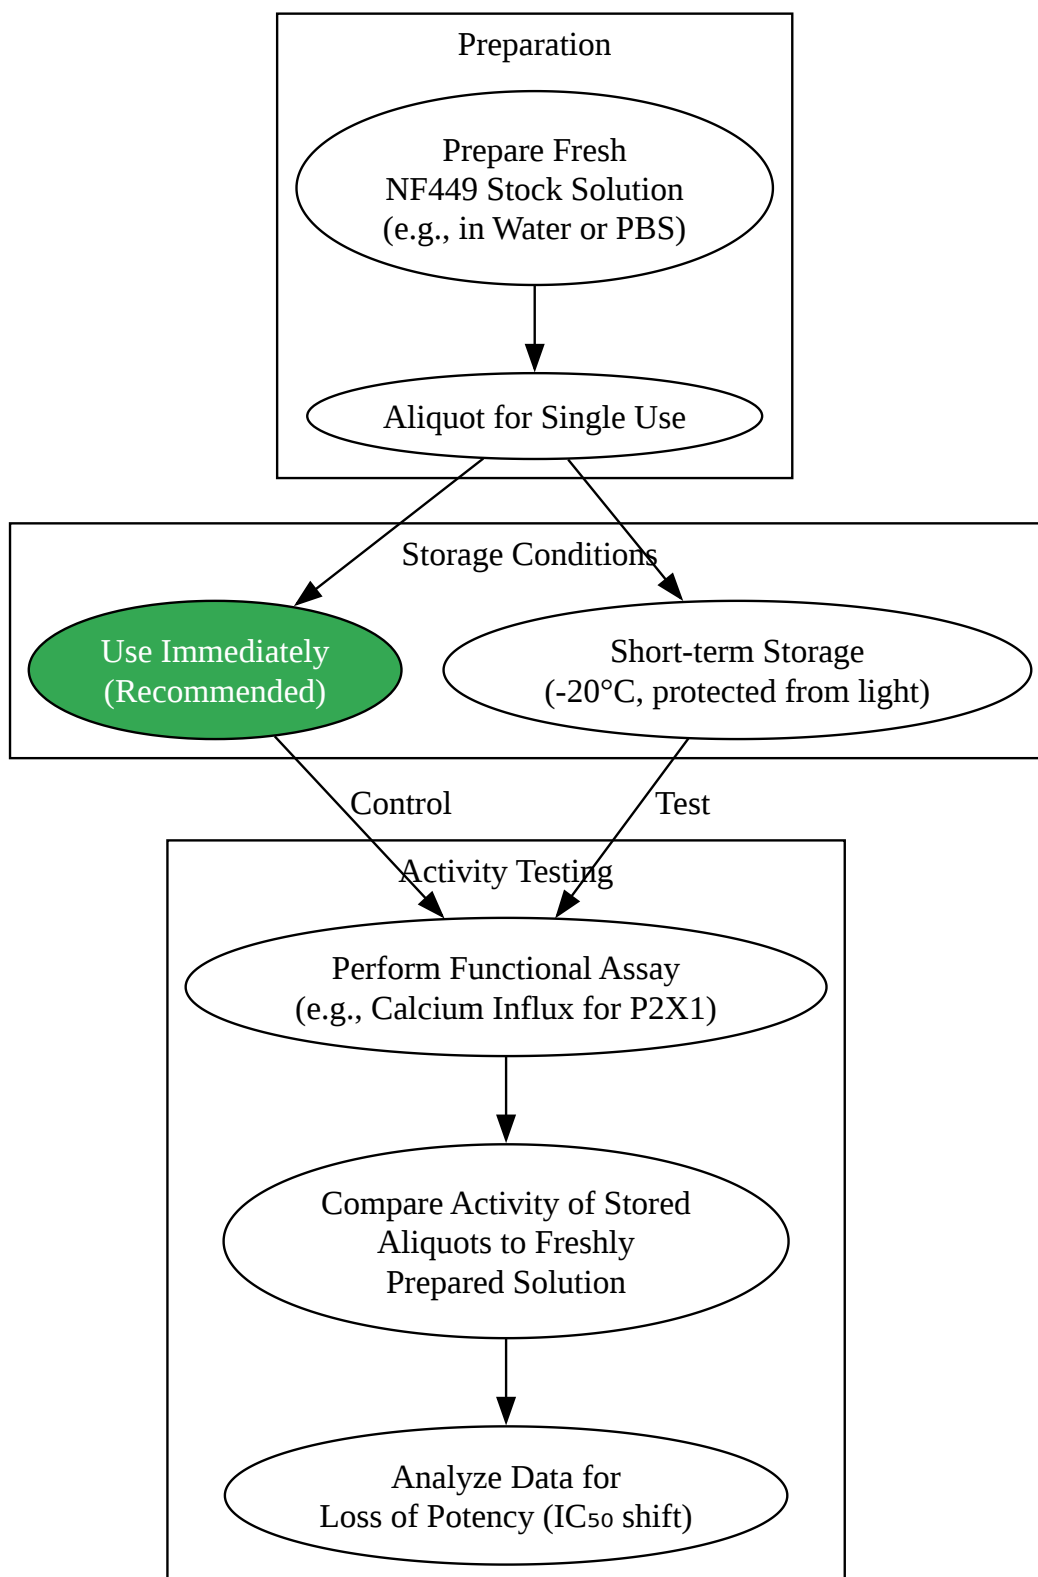 Preparation
Prepare Fresh
NF449 Stock Solution
(e.g., in Water or PBS)
Aliquot for Single Use
Storage Conditions
Use Immediately
(Recommended)
Short-term Storage
(-20°C, protected from light)
Control
Test
Activity Testing
Perform Functional Assay
(e.g., Calcium Influx for P2X1)
Compare Activity of Stored
Aliquots to Freshly
Prepared Solution
Analyze Data for
Loss of Potency (IC₅₀ shift)